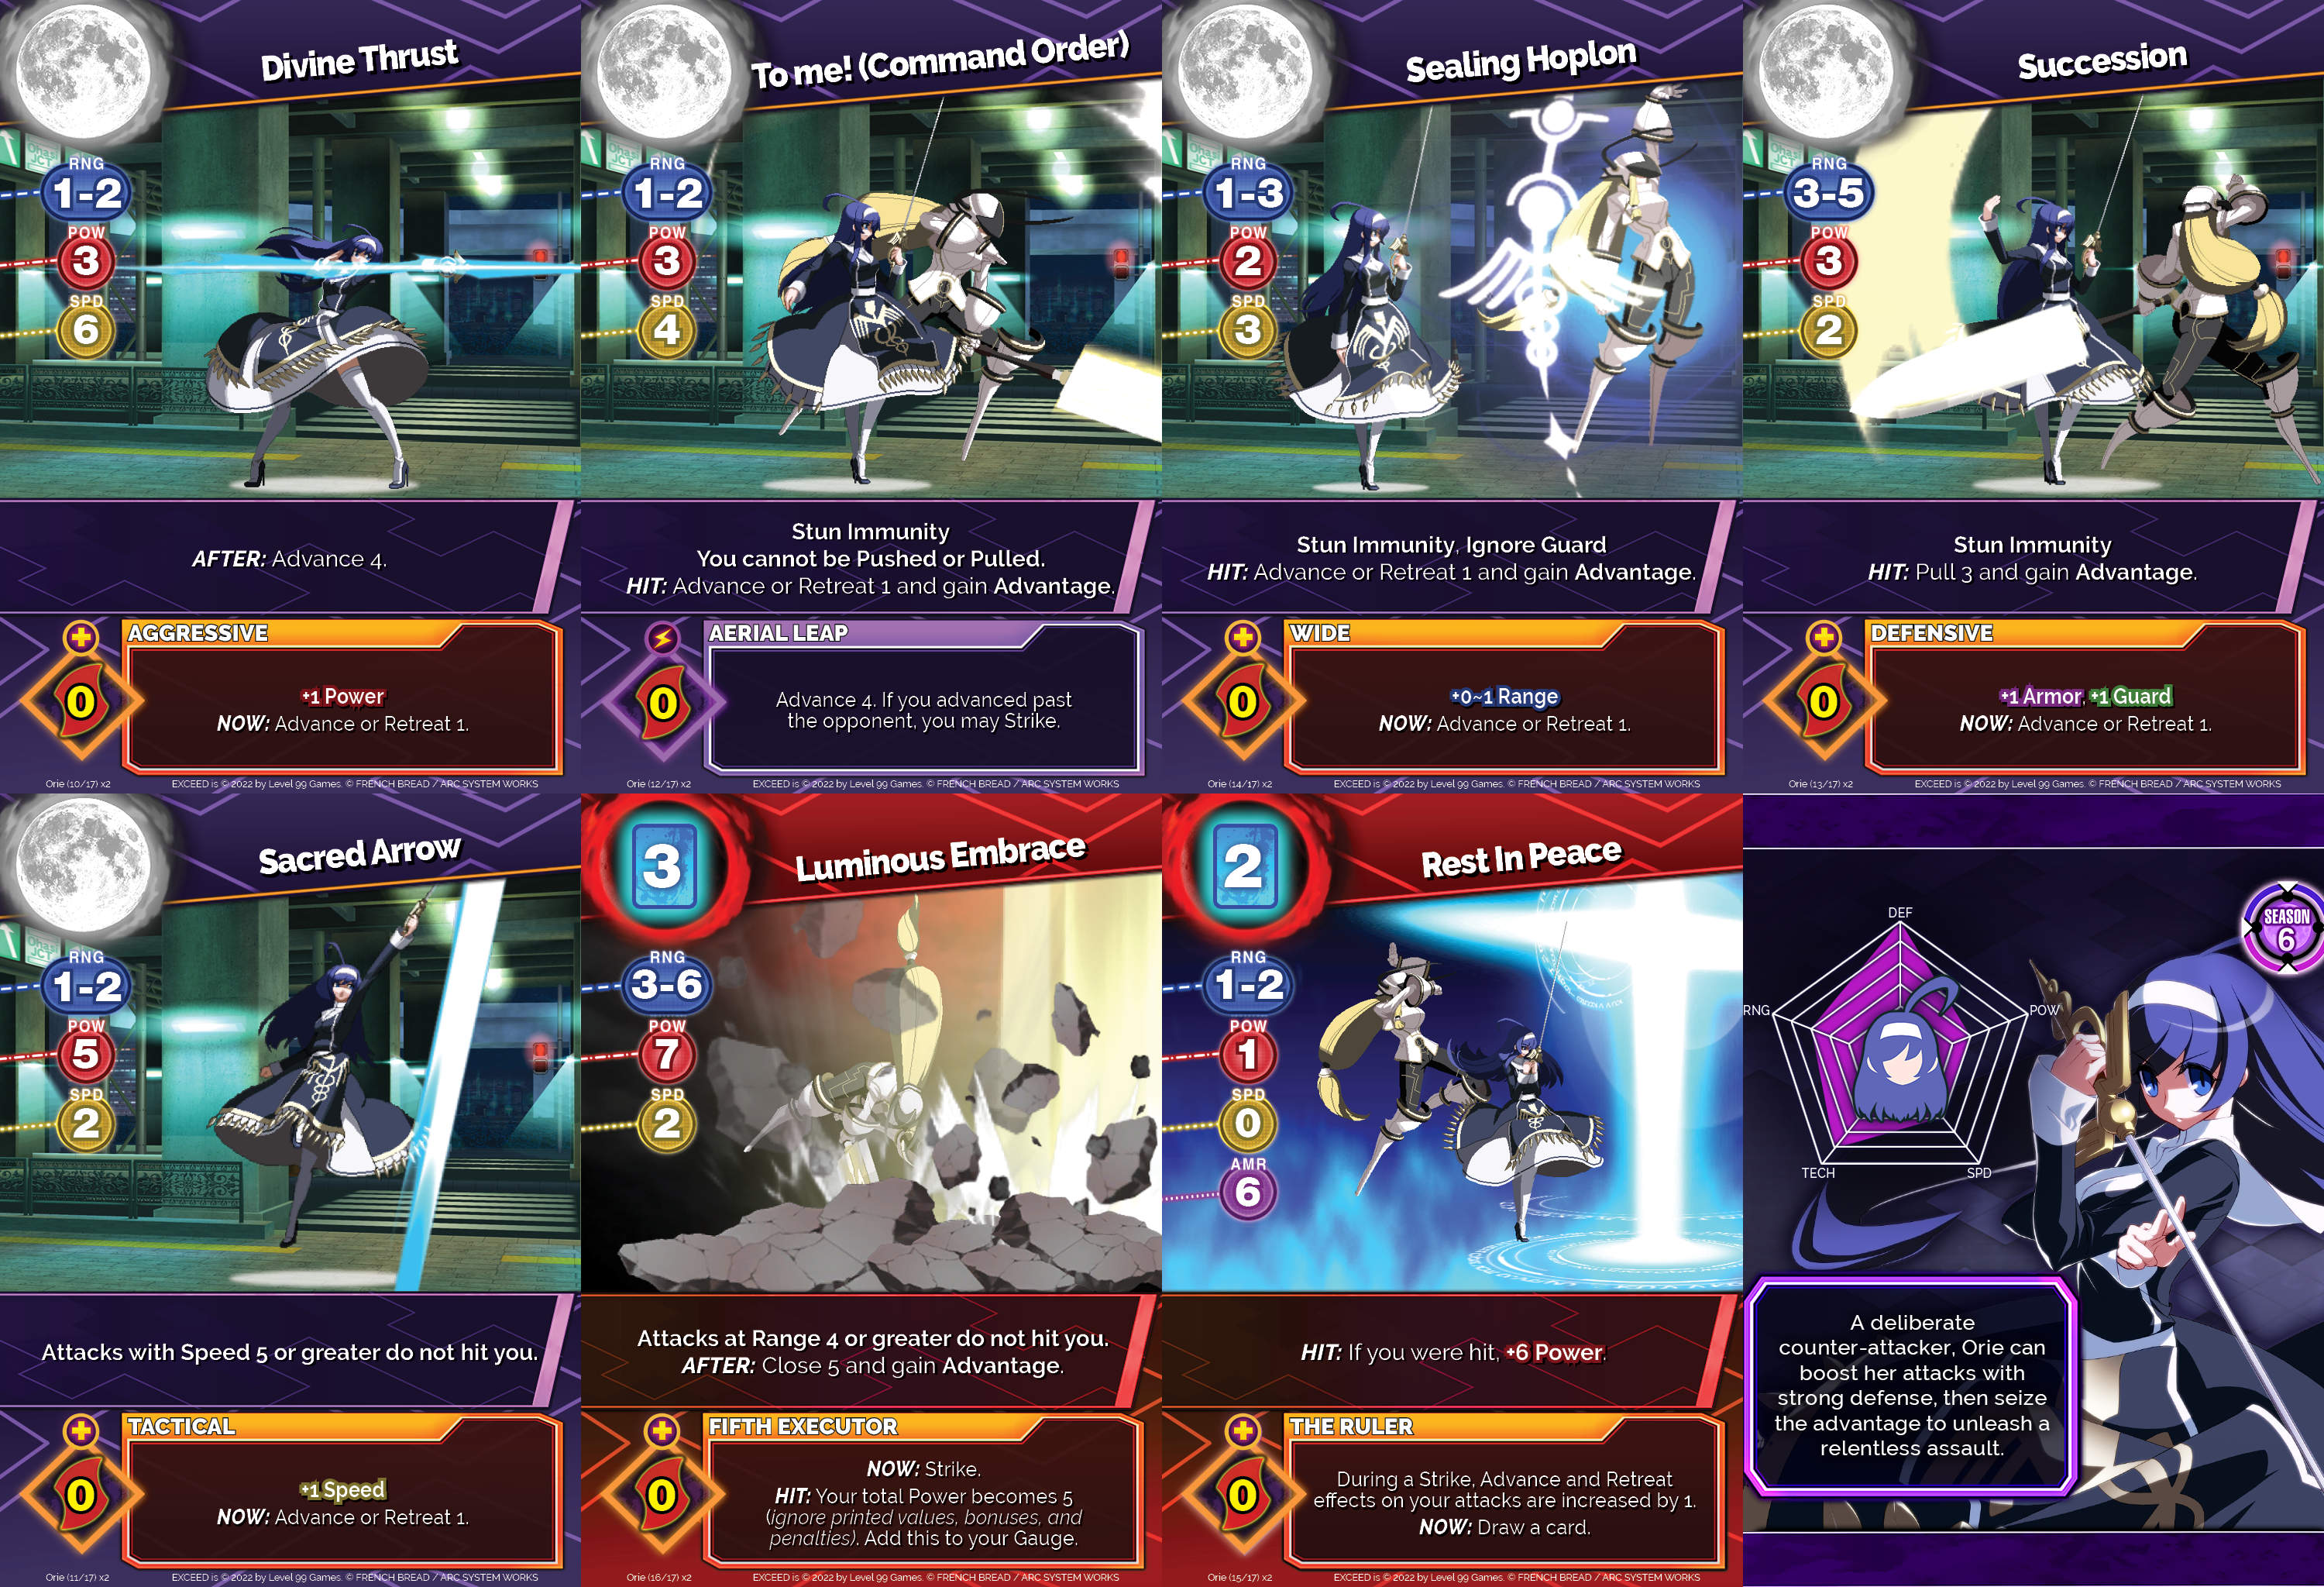 Divine Thrust
RNG
1-2
POW
3
SPD
6
AFTER: Advance 4.
0
AGGRESSIVE
+1 Power
NOW: Advance or Retreat 1.
Orie (10/17) x2
EXCEED is © 2022 by Level 99 Games. © FRENCH BREAD / ARC SYSTEM WORKS
To me! (Command Order)
RNG
1-2
POW
3
SPD
4
Stun Immunity
You cannot be Pushed or Pulled.
HIT: Advance or Retreat 1 and gain Advantage.
0
AERIAL LEAP
Advance 4. If you advanced past
the opponent, you may Strike.
Orie (12/17) x2
EXCEED is © 2022 by Level 99 Games. © FRENCH BREAD / ARC SYSTEM WORKS
Sealing Hoplon
RNG
1-3
POW
2
SPD
3
Stun Immunity, Ignore Guard
HIT: Advance or Retreat 1 and gain Advantage.
0
WIDE
+0~1 Range
NOW: Advance or Retreat 1.
Orie (14/17) x2
EXCEED is © 2022 by Level 99 Games. © FRENCH BREAD / ARC SYSTEM WORKS
Succession
RNG
3-5
POW
3
SPD
2
Stun Immunity
HIT: Pull 3 and gain Advantage.
0
DEFENSIVE
+1 Armor, +1 Guard
NOW: Advance or Retreat 1.
Orie (13/17) x2
EXCEED is © 2022 by Level 99 Games. © FRENCH BREAD / ARC SYSTEM WORKS
Sacred Arrow
RNG
1-2
POW
5
SPD
2
Attacks with Speed 5 or greater do not hit you.
0
TACTICAL
+1 Speed
NOW: Advance or Retreat 1.
Orie (11/17) x2
EXCEED is © 2022 by Level 99 Games. © FRENCH BREAD / ARC SYSTEM WORKS
3
Luminous Embrace
RNG
3-6
POW
7
SPD
2
Attacks at Range 4 or greater do not hit you.
AFTER: Close 5 and gain Advantage.
0
FIFTH EXECUTOR
NOW: Strike.
HIT: Your total Power becomes 5
(ignore printed values, bonuses, and
penalties). Add this to your Gauge.
Orie (16/17) x2
EXCEED is © 2022 by Level 99 Games. © FRENCH BREAD / ARC SYSTEM WORKS
2
Rest In Peace
RNG
1-2
POW
1
SPD
0
AMR
6
HIT: If you were hit, +6 Power.
0
THE RULER
During a Strike, Advance and Retreat
effects on your attacks are increased by 1.
NOW: Draw a card.
Orie (15/17) x2
EXCEED is © 2022 by Level 99 Games. © FRENCH BREAD / ARC SYSTEM WORKS
SEASON
6
DEF
RNG
POW
TECH
SPD
A deliberate
counter-attacker, Orie can
boost her attacks with
strong defense, then seize
the advantage to unleash a
relentless assault.